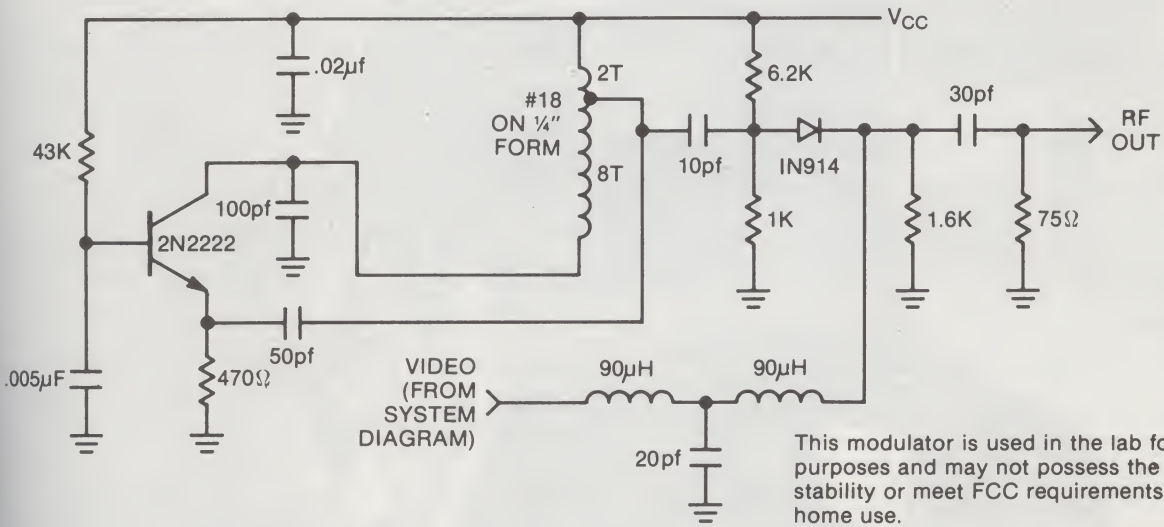 VCC
.02µf
2T
6.2K
#18
ON ¼"
FORM
30pf
RF
OUT
43K
8T
10pf
IN914
100pf
2N2222
1K
1.6K
75Ω
50pf
.005µF
470Ω
VIDEO
(FROM
SYSTEM
DIAGRAM)
90µH
90µH
20pf
This modulator is used in the lab fo
purposes and may not possess the
stability or meet FCC requirements
home use.